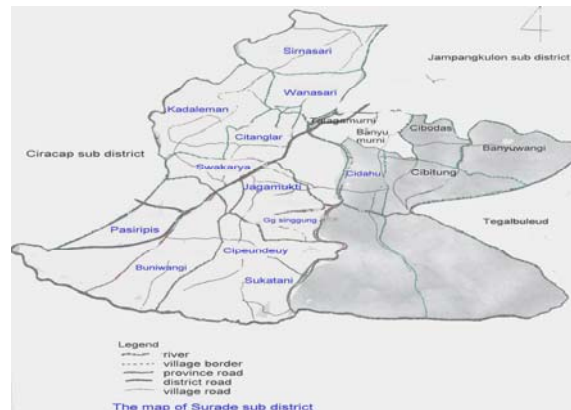 Sirnasari
Jampangkulon sub district
Wanasari
Kadaleman
Talagamurni
Cibodas
Citanglar
Banyu
murni
Banyuwangi
Ciracap sub district
Swakarya
Cidahu
Cibitung
Jagamukti
Gg singgung
Tegalbuleud
Pasiripis
Cipeundeuy
Buniwangi
Sukatani
Legend
river
village border
province road
district road
village road
The map of Surade sub district